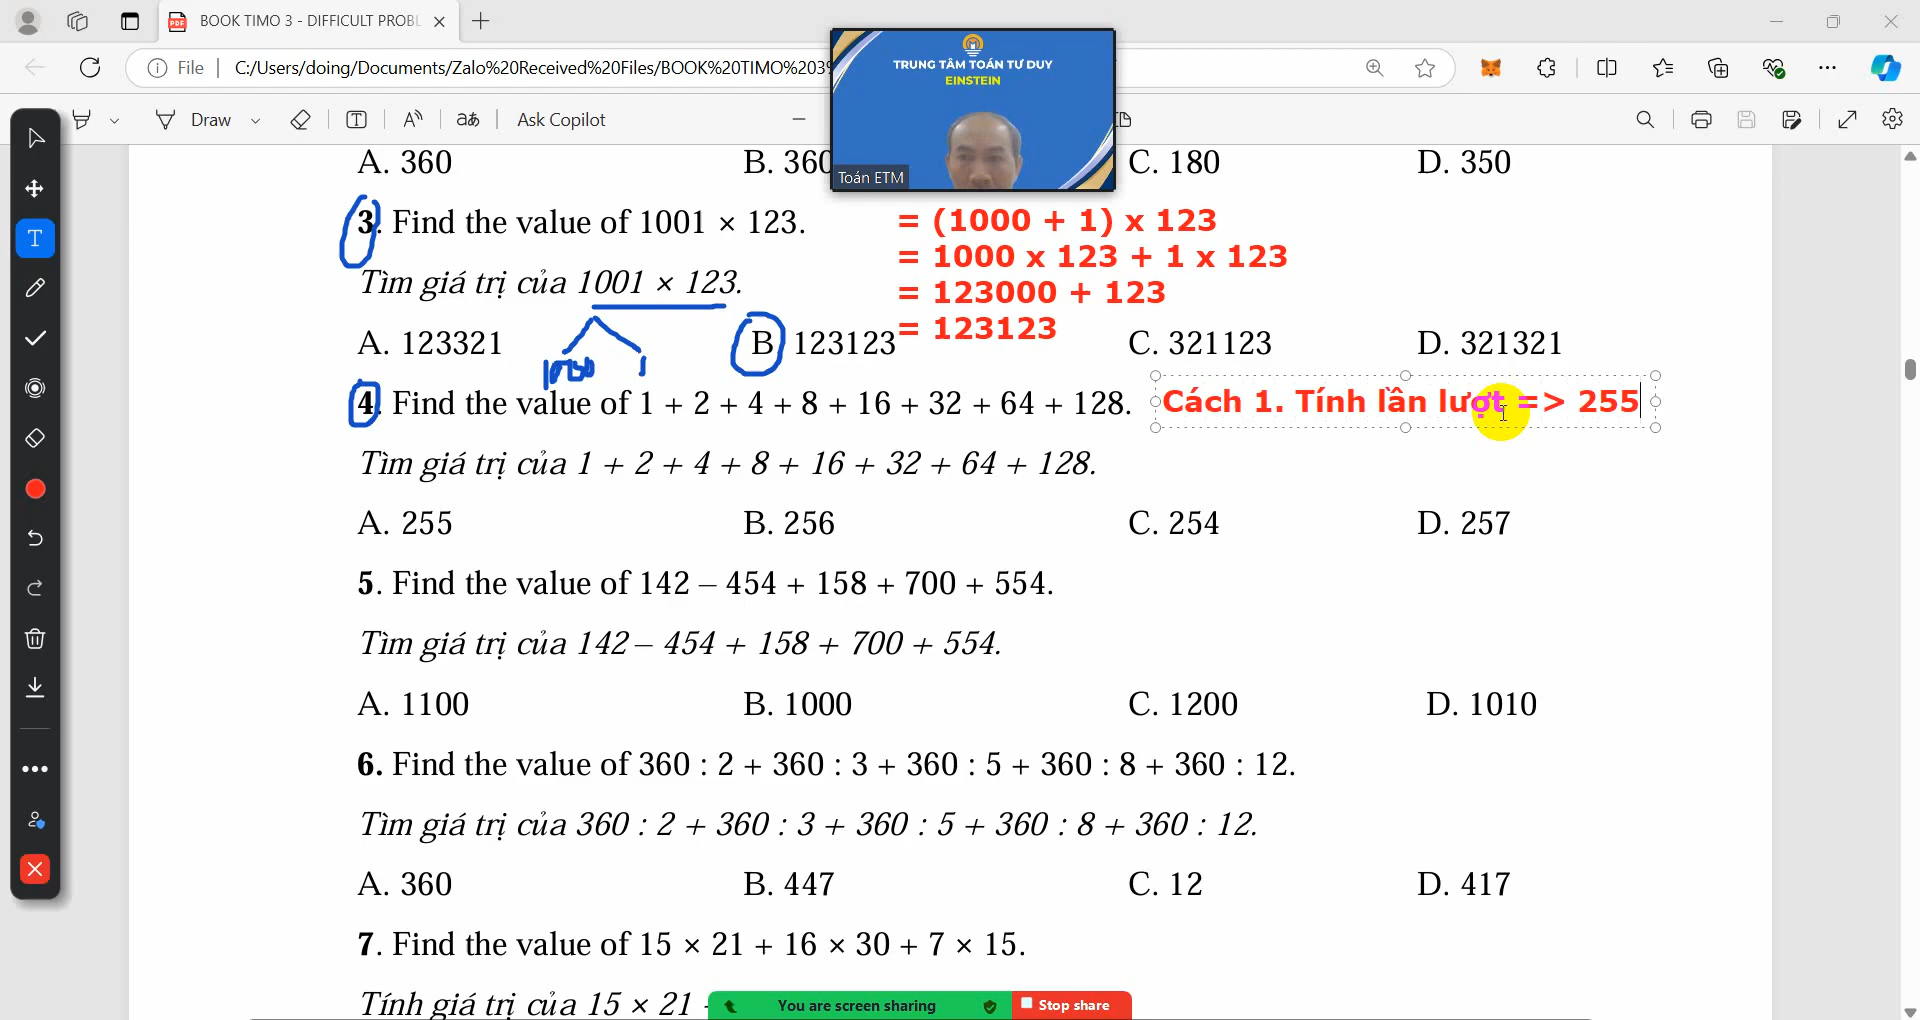 BOOK TIMO 3 - DIFFICULT PROBL
File
C:/Users/doing/Documents/Zalo%20Received%20Files/BOOK%20TIMO%203
Draw
Ask Copilot
TRUNG TÂM TOÁN TƯ DUY
EINSTEIN
Toán ETM
A. 360 B. 360 C. 180 D. 350
3. Find the value of 1001 × 123.
= (1000 + 1) x 123
= 1000 x 123 + 1 x 123
Tìm giá trị của 1001 × 123.
= 123000 + 123
= 123123
A. 123321 B 123123 C. 321123 D. 321321
1
4. Find the value of 1 + 2 + 4 + 8 + 16 + 32 + 64 + 128.
Cách 1. Tính lần lượt => 255
Tìm giá trị của 1 + 2 + 4 + 8 + 16 + 32 + 64 + 128.
A. 255 B. 256 C. 254 D. 257
5. Find the value of 142 – 454 + 158 + 700 + 554.
Tìm giá trị của 142 – 454 + 158 + 700 + 554.
A. 1100 B. 1000 C. 1200 D. 1010
6. Find the value of 360 : 2 + 360 : 3 + 360 : 5 + 360 : 8 + 360 : 12.
Tìm giá trị của 360 : 2 + 360 : 3 + 360 : 5 + 360 : 8 + 360 : 12.
A. 360 B. 447 C. 12 D. 417
7. Find the value of 15 × 21 + 16 × 30 + 7 × 15.
Tính giá trị của 15 × 21
You are screen sharing
Stop share